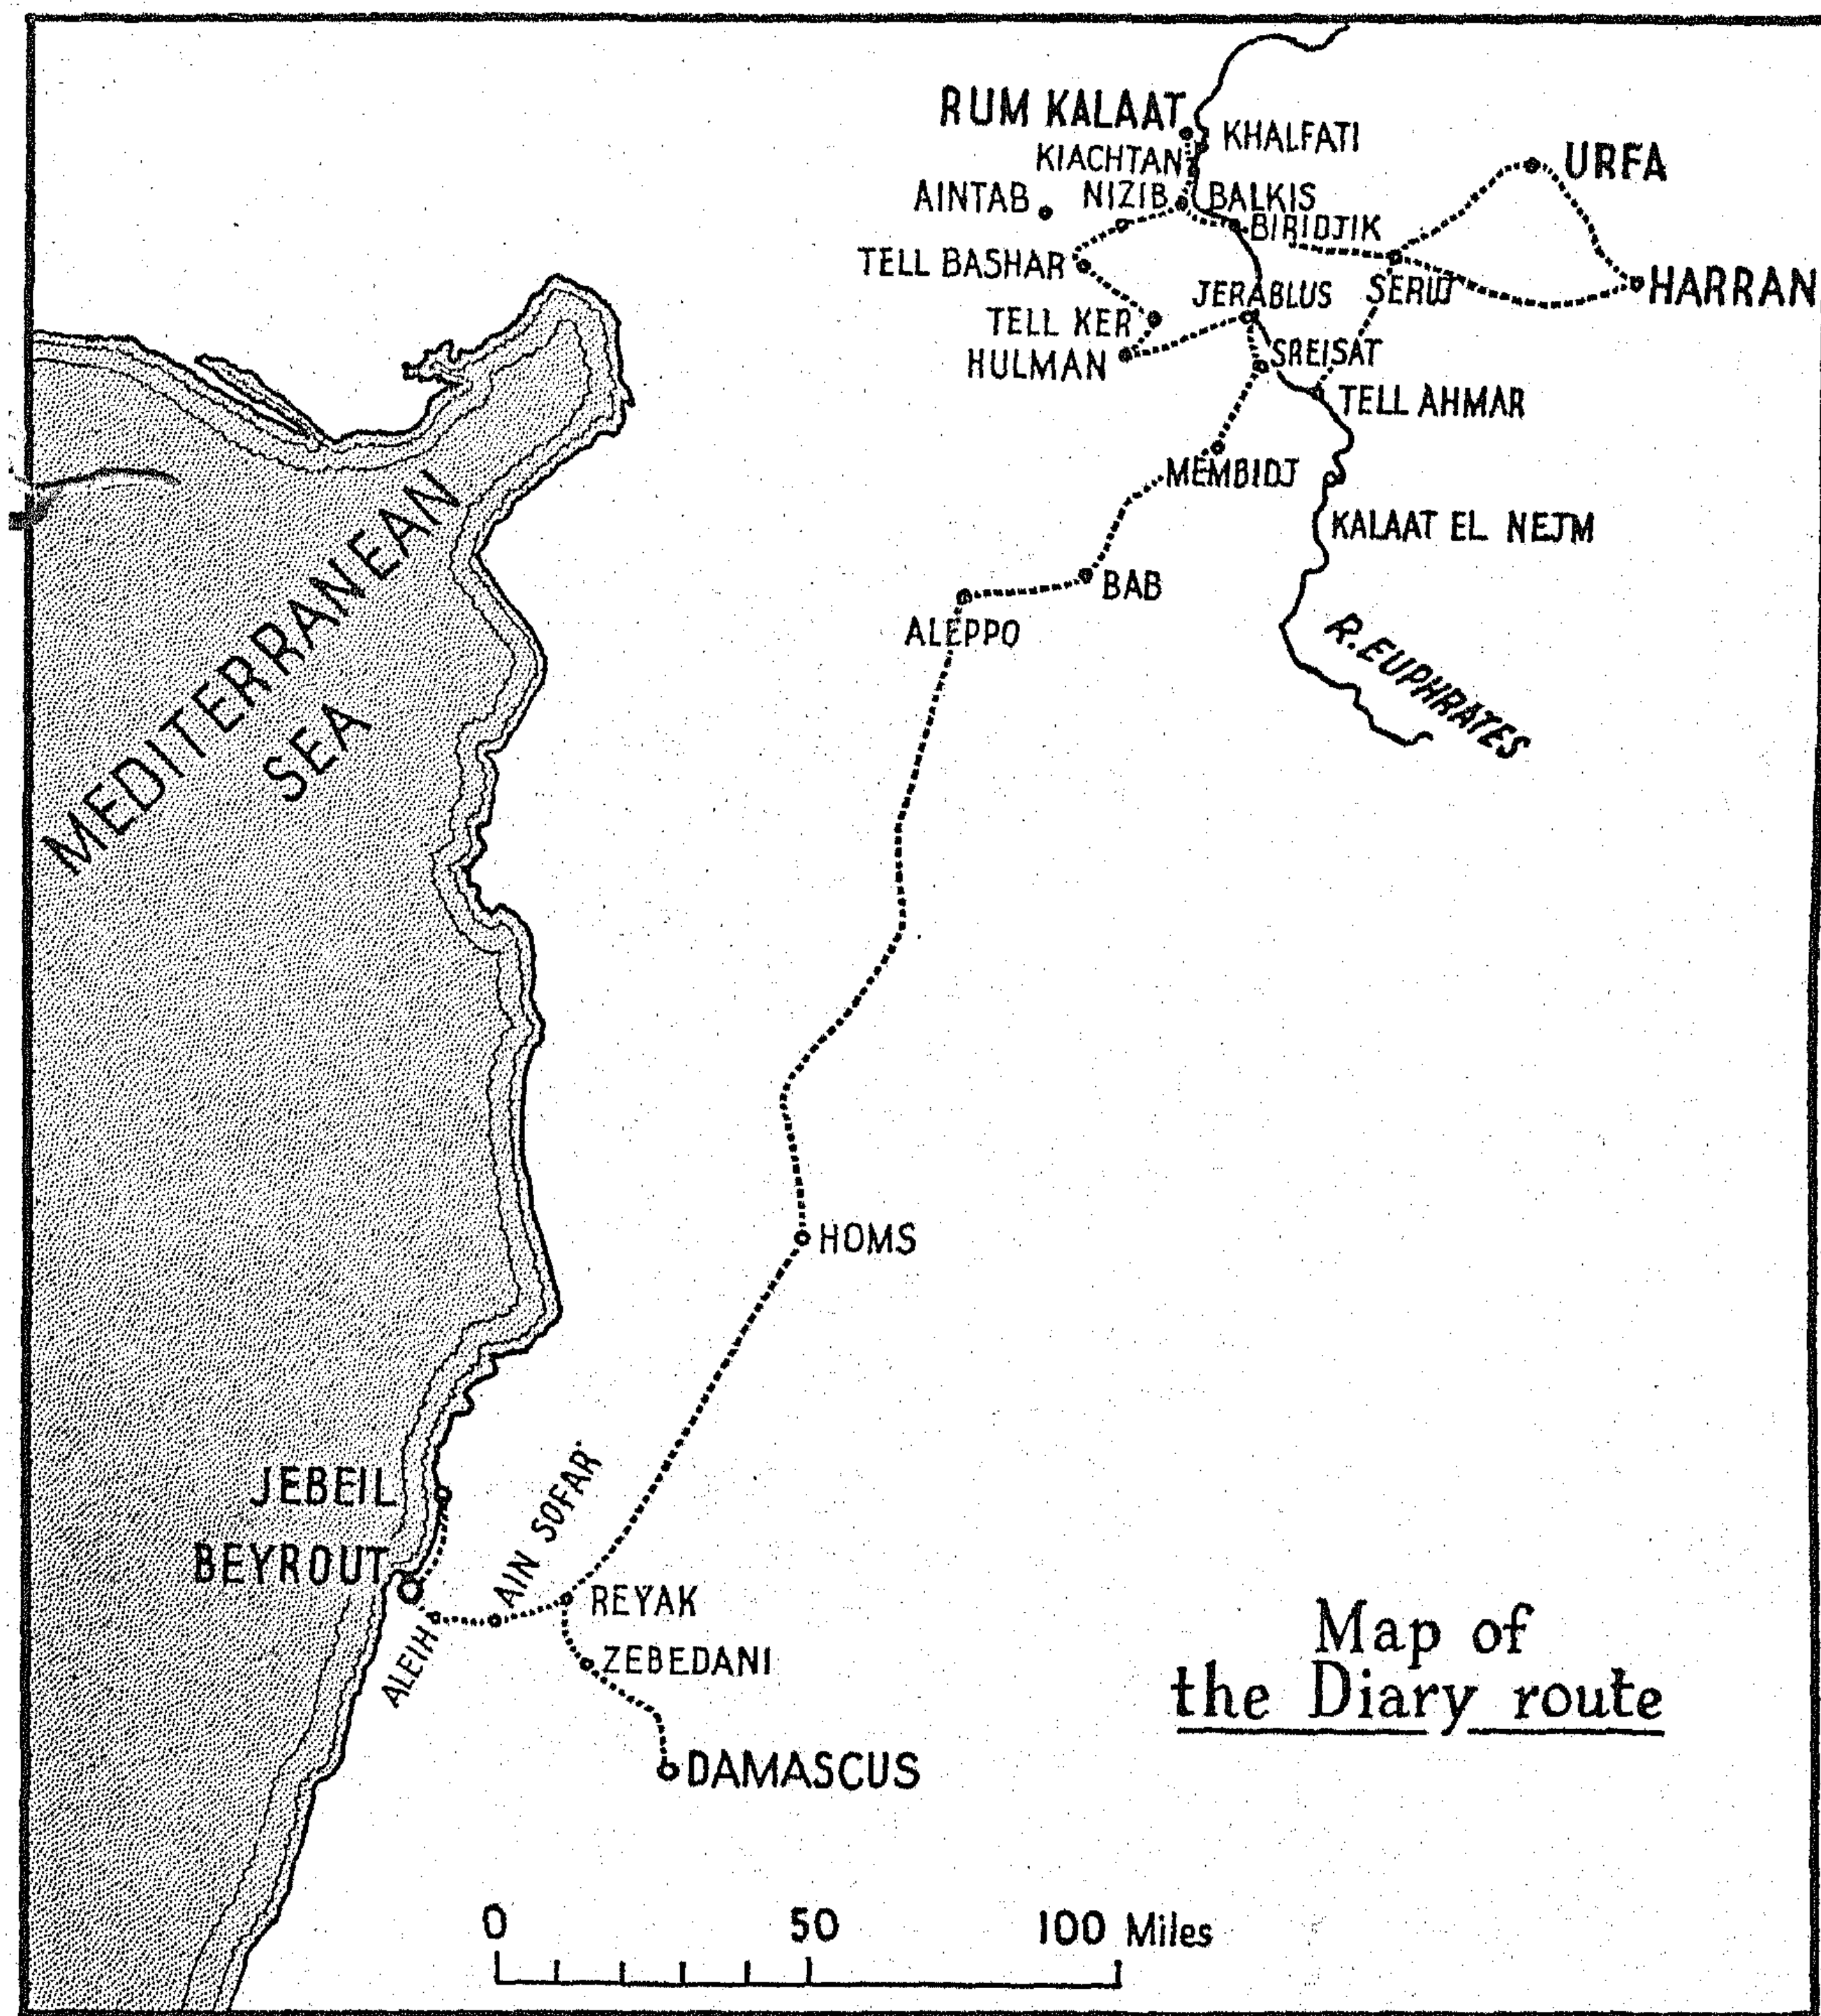 RUM KALAAT
KHALFATI
KIACHTAN
URFA
AINTAB
NIZIB
BALKIS
BIRIDJIK
TELL BASHAR
JERABLUS
SERUJ
HARRAN
TELL KER
HULMAN
SREISAT
TELL AHMAR
MEMBIDJ
KALAAT EL NEJM
BAB
ALEPPO
R. EUPHRATES
MEDITERRANEAN
SEA
HOMS
JEBEIL
BEYROUT
AIN SOFAR
REYAK
ALEIH
ZEBEDANI
DAMASCUS
Map of
the Diary route
0 50 100 Miles